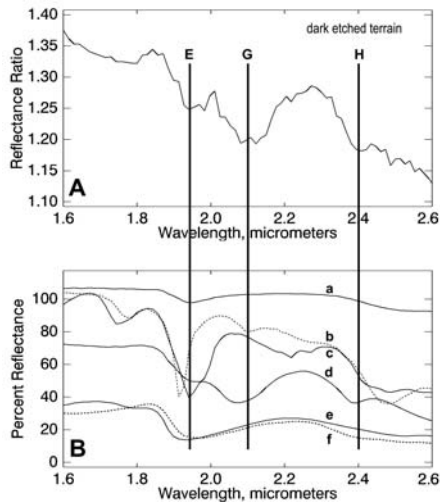 E G H dark etched terrain
1.40
1.35
1.30
1.25
1.20
1.15
1.10
Reflectance Ratio
A
1.6 1.8 2.0 2.2 2.4 2.6
Wavelength, micrometers
100
80
60
40
20
0
Percent Reflectance
a
b
c
d
e
f
B
1.6 1.8 2.0 2.2 2.4 2.6
Wavelength, micrometers